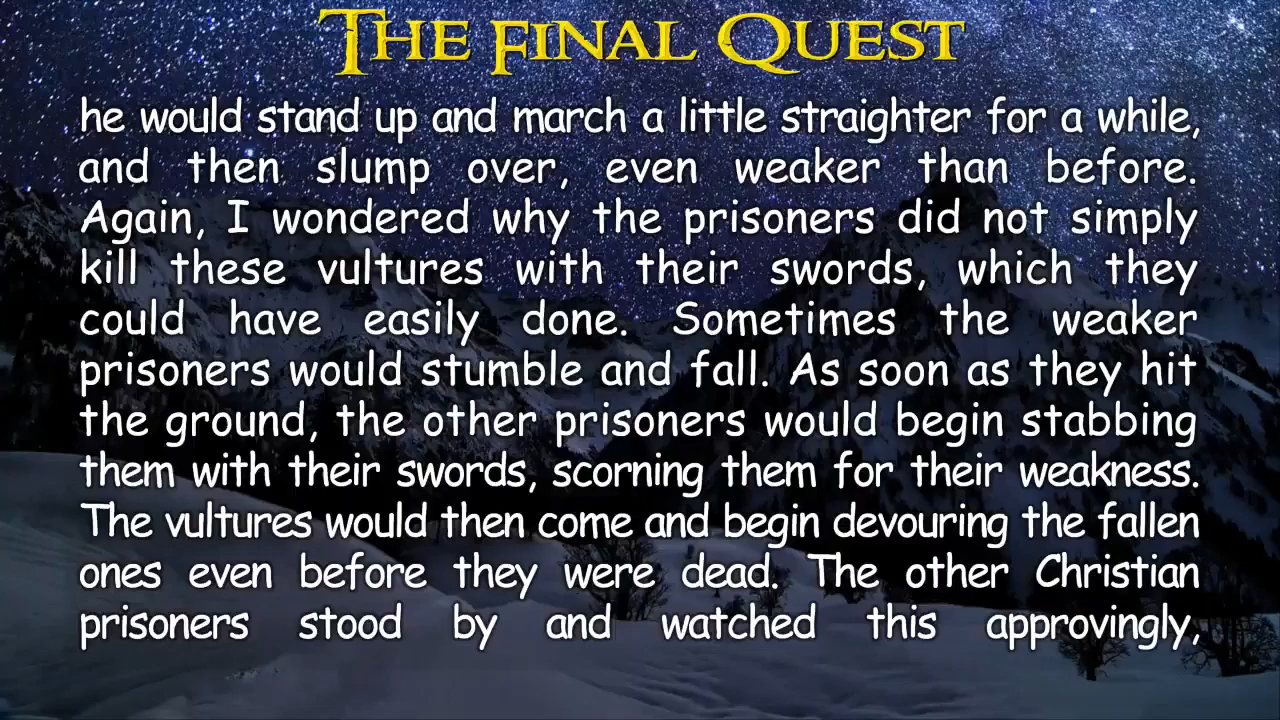 The Final Quest
he would stand up and march a little straighter for a while,
and then slump over, even weaker than before.
Again, I wondered why the prisoners did not simply
kill these vultures with their swords, which they
could have easily done. Sometimes the weaker
prisoners would stumble and fall. As soon as they hit
the ground, the other prisoners would begin stabbing
them with their swords, scorning them for their weakness.
The vultures would then come and begin devouring the fallen
ones even before they were dead. The other Christian
prisoners stood by and watched this approvingly,